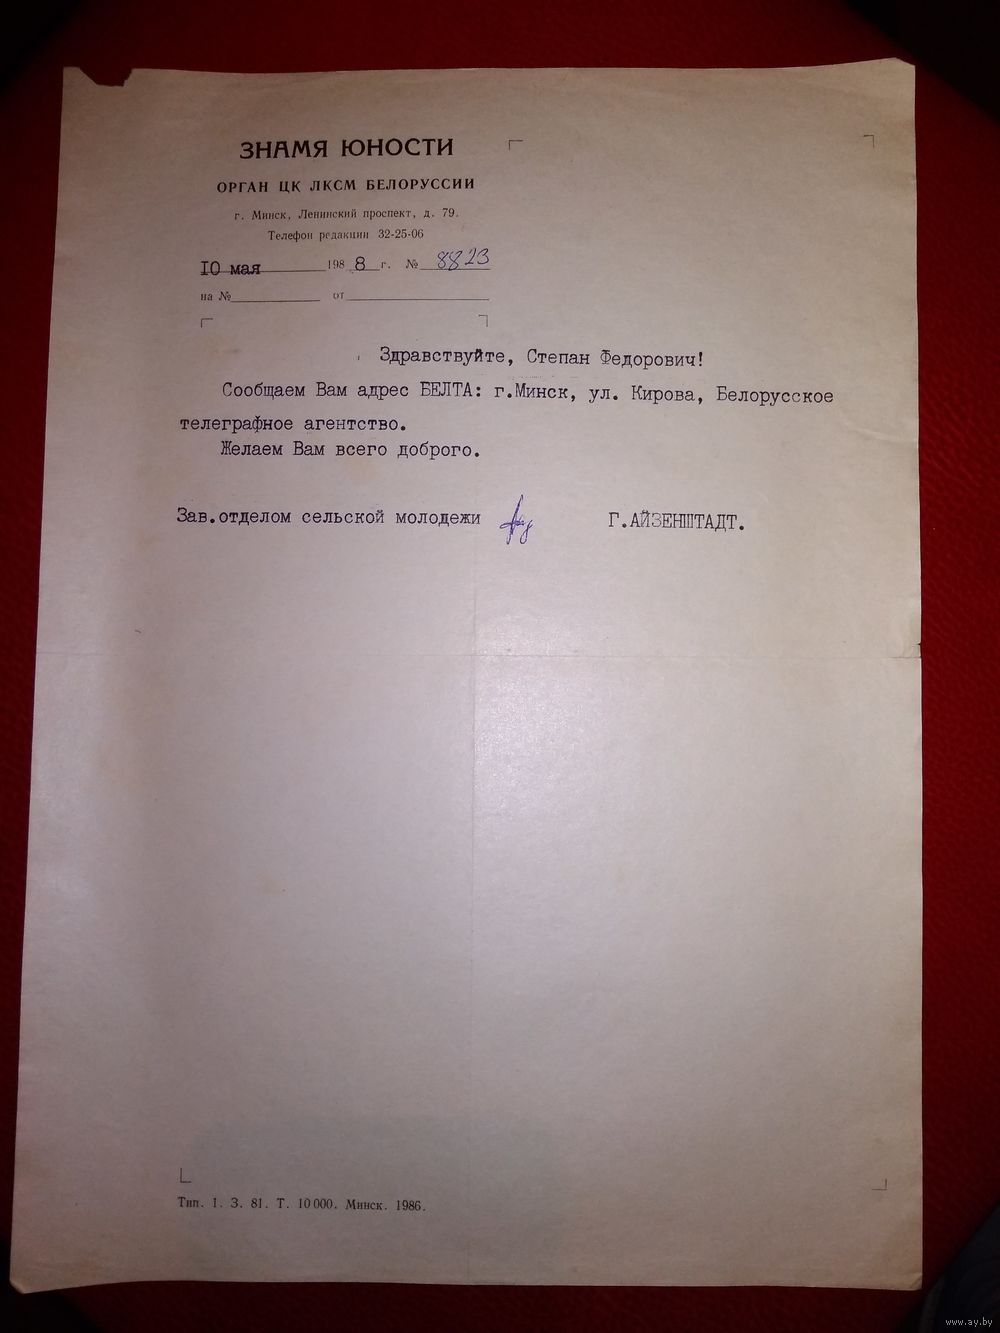 ЗНАМЯ ЮНОСТИ
ОРГАН ЦК ЛКСМ БЕЛОРУССИИ
г. Минск, Ленинский проспект, д. 79.
Телефон редакции 32-25-06
10 мая 1988 г. № 8823
на № от
Здравствуйте, Степан Федорович!
Сообщаем Вам адрес БЕЛТА: г.Минск, ул. Кирова, Белорусское
телеграфное агентство.
Желаем Вам всего доброго.
Зав.отделом сельской молодежи Г.АЙЗЕНШТАДТ.
Тип. 1. З. 81. Т. 10 000. Минск. 1986.
www.ay.by